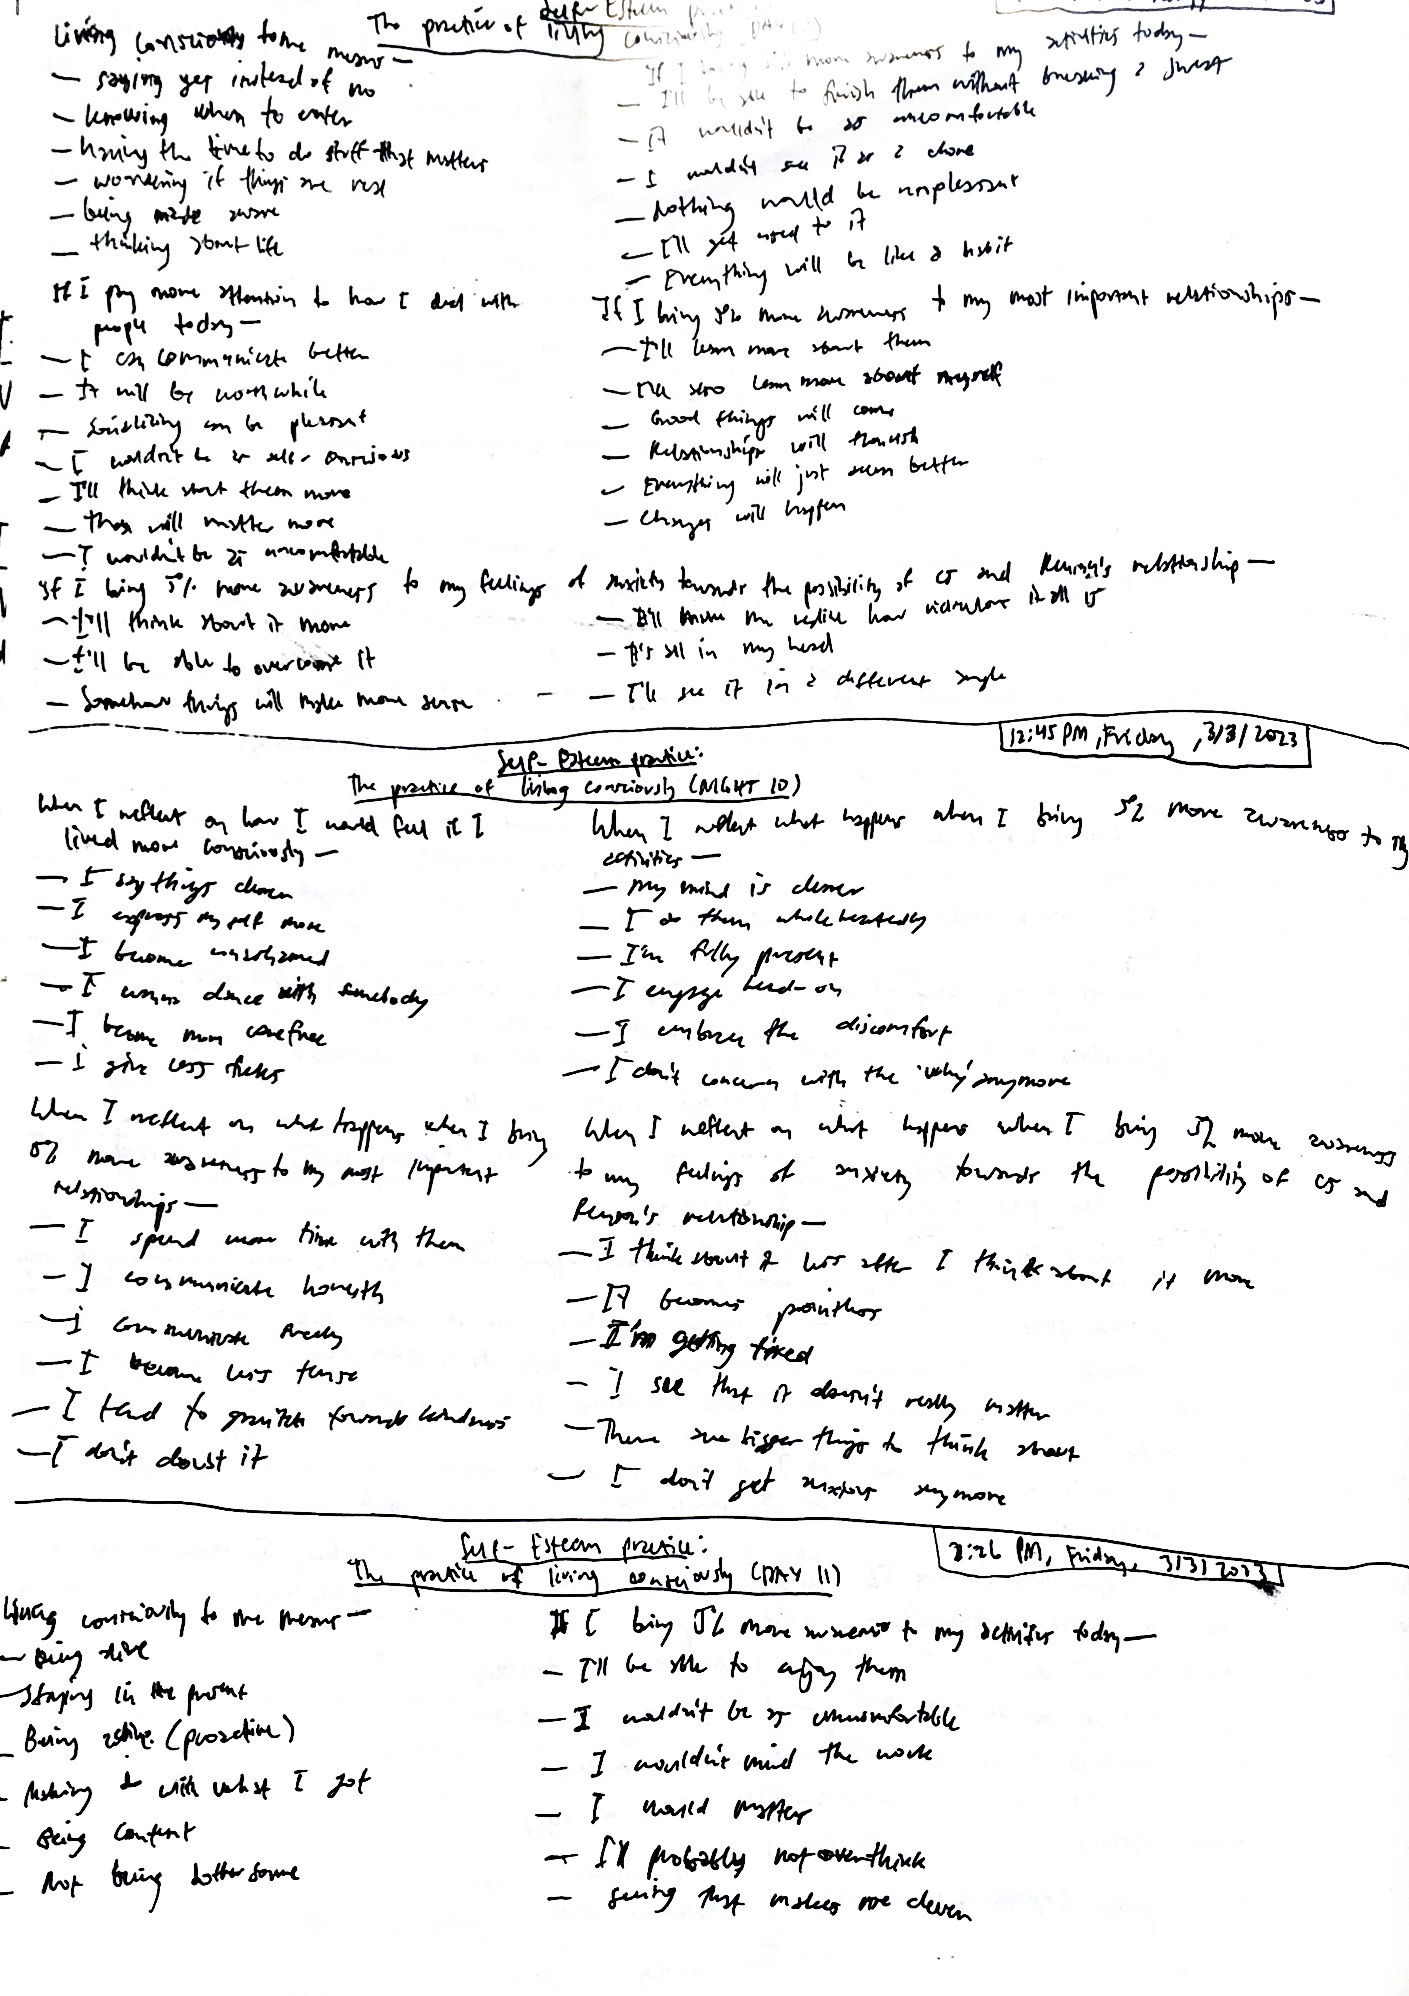 Self-Esteem
The practice of living consciously
Living consciously to me means—
— saying yes instead of no
— knowing when to enter
— having the time to do stuff that matters
— wondering if things are real
— being made aware
— thinking about life
If I bring 5% more awareness to my activities today—
— I'll be able to finish them without breaking a sweat
— It wouldn't be as uncomfortable
— I wouldn't see it as a chore
— Nothing would be unpleasant
— I'll get used to it
— Everything will be like a habit
If I pay more attention to how I deal with
people today—
— I can communicate better
— It will be worthwhile
— Socializing can be pleasant
— I wouldn't be as self-conscious
— I'll think about them more
— They will matter more
— I wouldn't be as uncomfortable
If I bring 5% more awareness to my most important relationships—
— I'll learn more about them
— I'll also learn more about myself
— Good things will come
— Relationships will flourish
— Everything will just seem better
— Changes will happen
If I bring 5% more awareness to my feelings of anxiety towards the possibility of CJ and relationship—
— I'll think about it more
— I'll be able to overcome it
— Somehow things will make more sense
— It'll make me realize how ridiculous it all is
— It's all in my head
— I'll see it in a different angle
12:45 PM, Friday, 3/3/2023
Self-Esteem practice:
The practice of living consciously (NIGHT 10)
When I reflect on how I would feel if I
lived more consciously—
— I say things clearer
— I express myself more
— I become unashamed
— I wanna dance with somebody
— I become more carefree
— I give less fucks
When I reflect what happens when I bring 5% more awareness to my
activities—
— My mind is clearer
— I do them wholeheartedly
— I'm fully present
— I engage head-on
— I embrace the discomfort
— I don't concern with the 'why' anymore
When I reflect on what happens when I bring
5% more awareness to my most important
relationships—
— I spend more time with them
— I communicate honestly
— I communicate freely
— I become less tense
— I tend to gravitate towards kindness
— I don't doubt it
When I reflect on what happens when I bring 5% more awareness
to my feelings of anxiety towards the possibility of CJ and
relationship—
— I think about it less after I think about it more
— It becomes pointless
— I'm getting tired
— I see that it doesn't really matter
— There are bigger things to think about
— I don't get anxious anymore
PM, Friday, 3/3/2023
Self-Esteem practice:
The practice of living consciously (DAY 11)
Living consciously to me means—
— Being alive
— Staying in the present
— Being active. (proactive)
— Making do with what I got
— Being content
— Not being bothersome
If I bring 5% more awareness to my activities today—
— I'll be able to enjoy them
— I wouldn't be as uncomfortable
— I wouldn't mind the work
— I would matter
— I'll probably not overthink
— Seeing that makes me clever